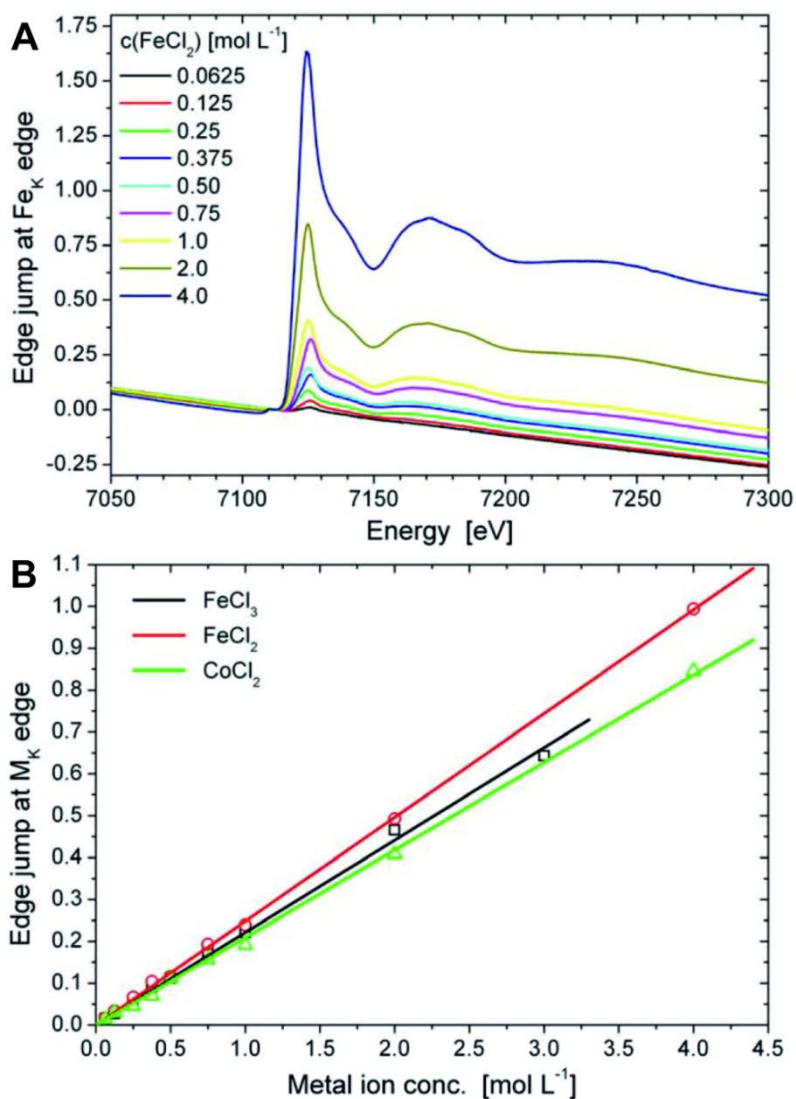 A
c(FeCl₂) [mol L⁻¹]
0.0625
0.125
0.25
0.375
0.50
0.75
1.0
2.0
4.0
Edge jump at Fe_K edge
1.75
1.50
1.25
1.00
0.75
0.50
0.25
0.00
-0.25
7050 7100 7150 7200 7250 7300
Energy [eV]
B
FeCl₃
FeCl₂
CoCl₂
Edge jump at M_K edge
1.1
1.0
0.9
0.8
0.7
0.6
0.5
0.4
0.3
0.2
0.1
0.0
0.0 0.5 1.0 1.5 2.0 2.5 3.0 3.5 4.0 4.5
Metal ion conc. [mol L⁻¹]